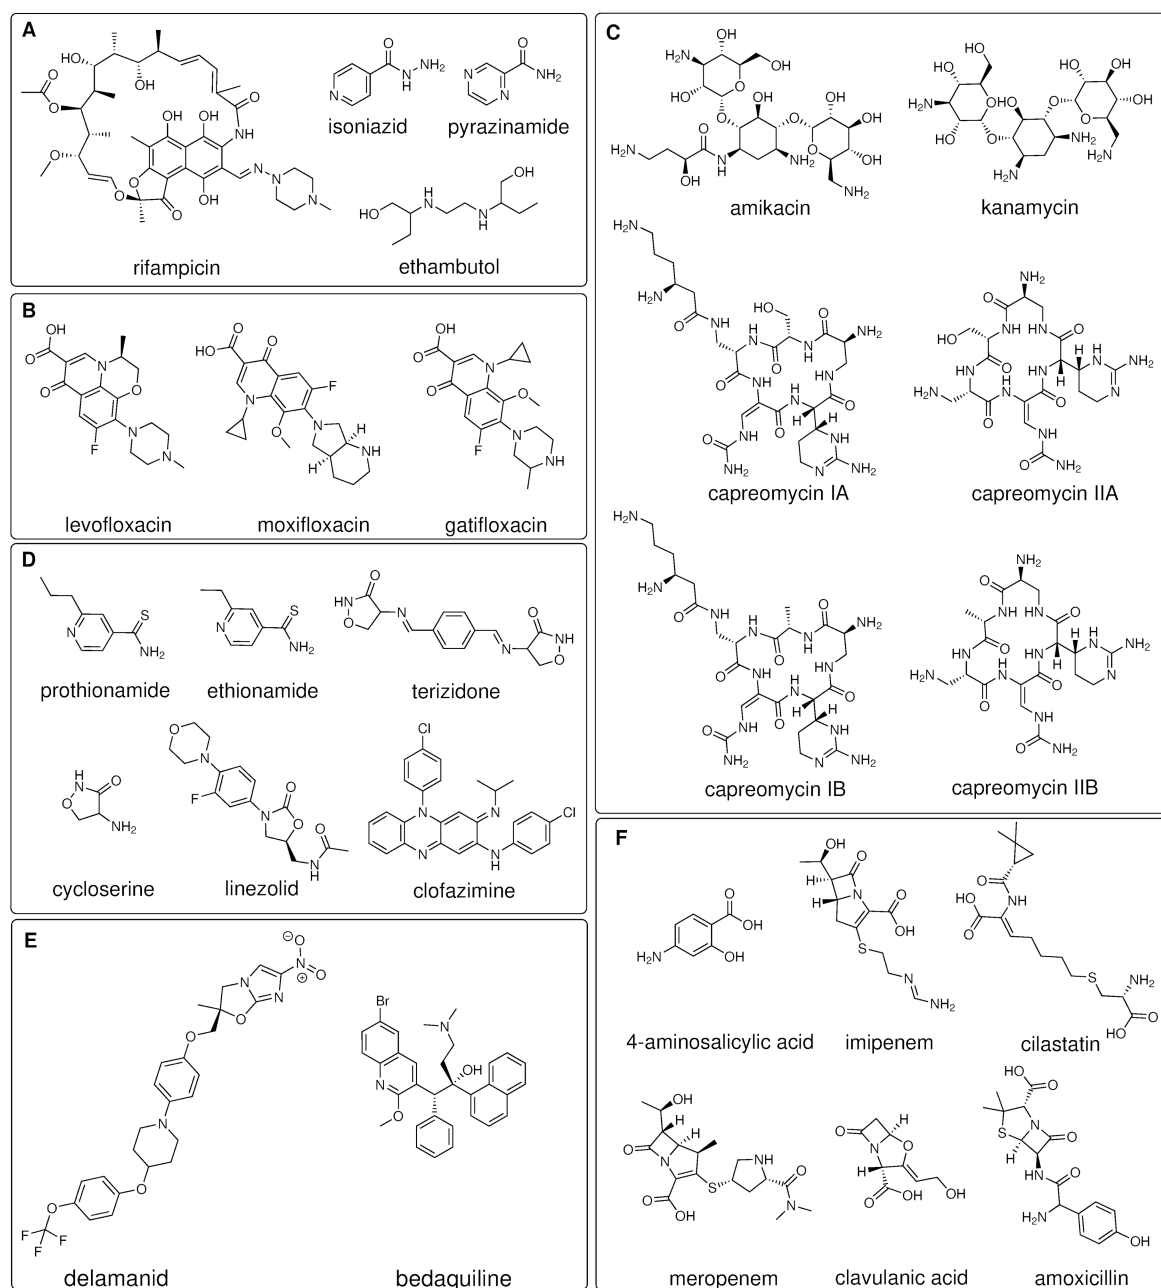 A
isoniazid
pyrazinamide
rifampicin
ethambutol
B
levofloxacin
moxifloxacin
gatifloxacin
D
prothionamide
ethionamide
terizidone
cycloserine
linezolid
clofazimine
E
delamanid
bedaquiline
C
amikacin
kanamycin
capreomycin IA
capreomycin IIA
capreomycin IB
capreomycin IIB
F
4-aminosalicylic acid
imipenem
cilastatin
meropenem
clavulanic acid
amoxicillin